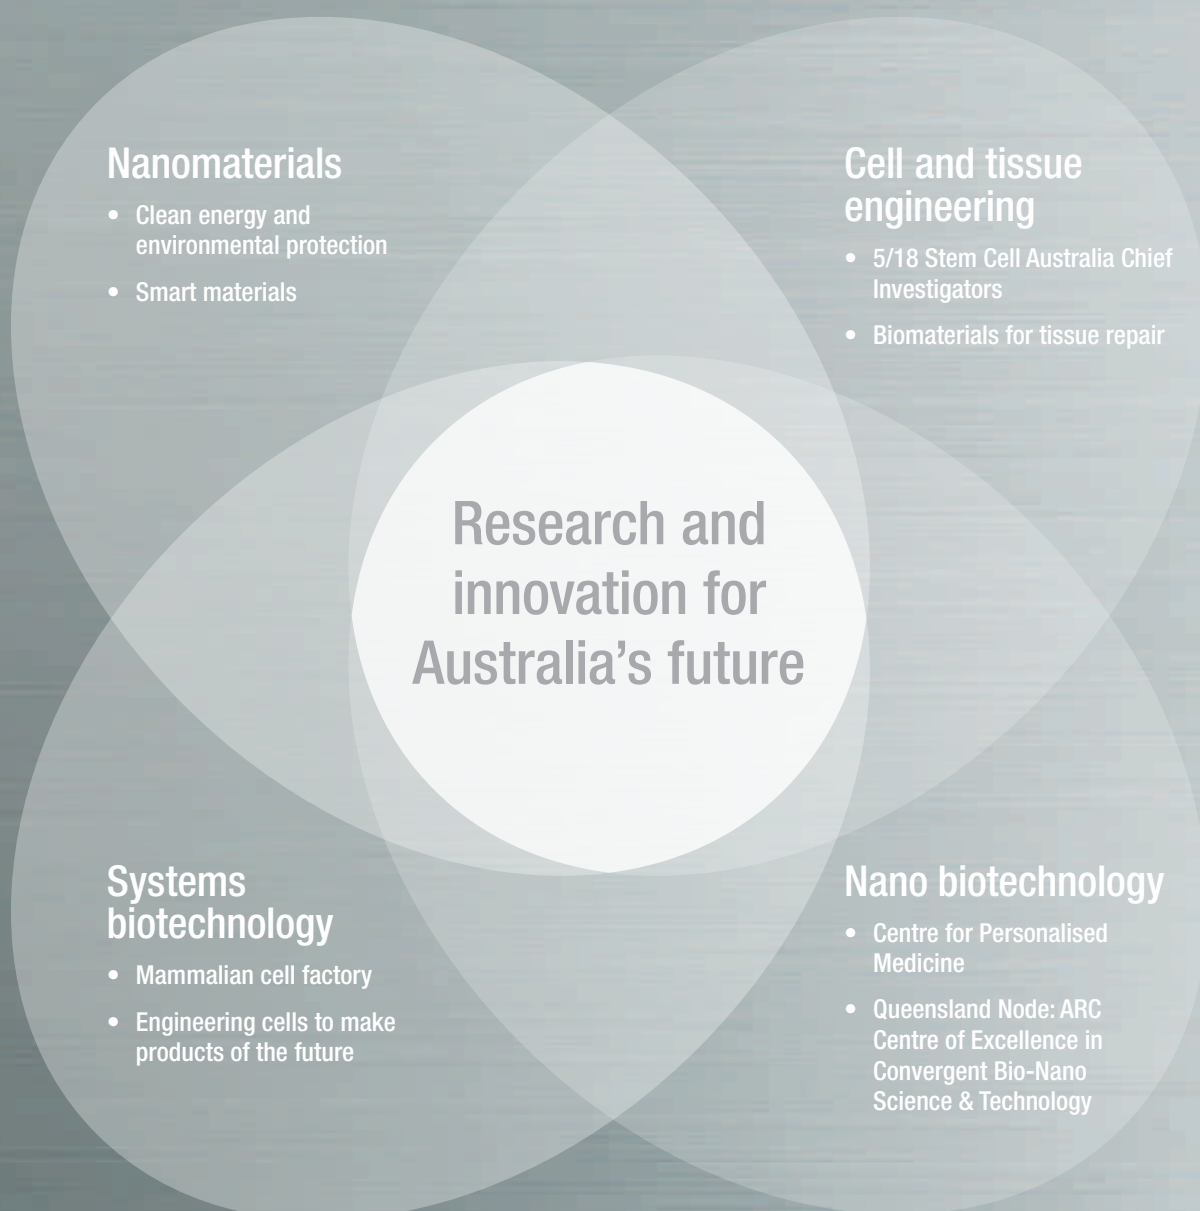 Nanomaterials
• Clean energy and
environmental protection
• Smart materials
Cell and tissue
engineering
• 5/18 Stem Cell Australia Chief
Investigators
• Biomaterials for tissue repair
Research and
innovation for
Australia’s future
Systems
biotechnology
• Mammalian cell factory
• Engineering cells to make
products of the future
Nano biotechnology
• Centre for Personalised
Medicine
• Queensland Node: ARC
Centre of Excellence in
Convergent Bio-Nano
Science & Technology